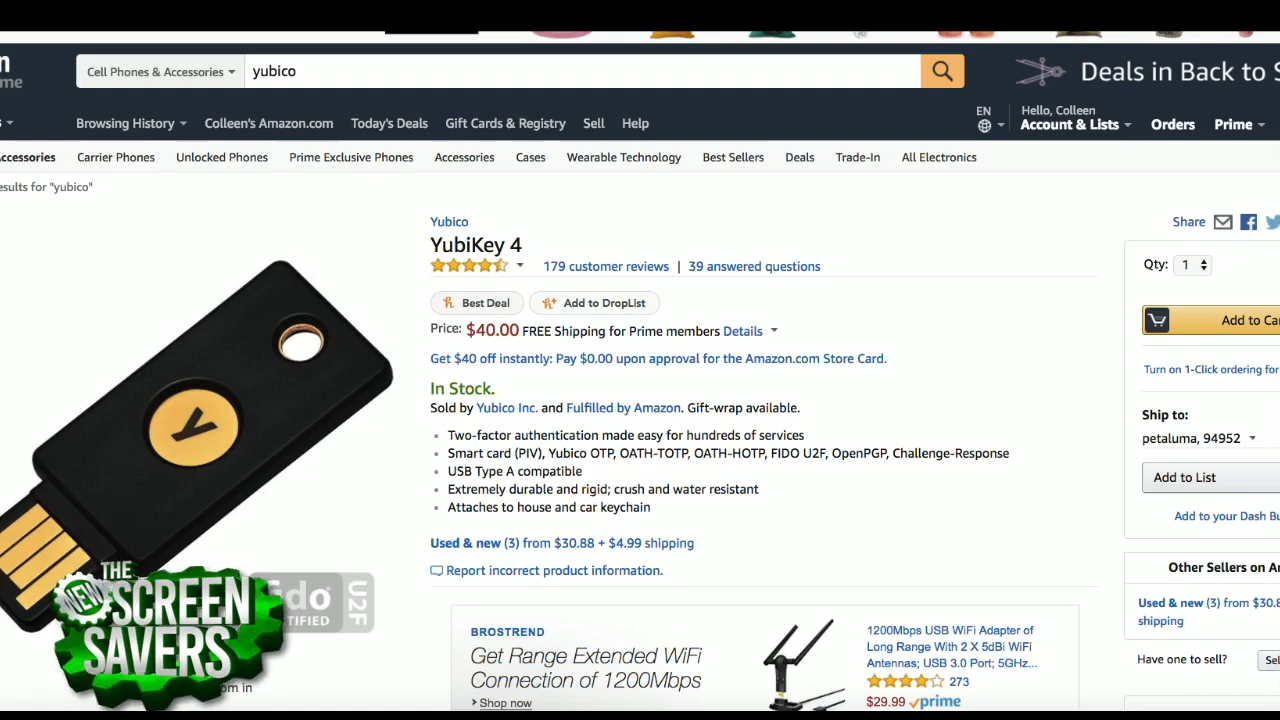 Cell Phones & Accessories
yubico
Deals in Back to S
Browsing History
Colleen's Amazon.com
Today's Deals
Gift Cards & Registry
Sell
Help
EN
Hello, Colleen
Account & Lists
Orders
Prime
ccessories
Carrier Phones
Unlocked Phones
Prime Exclusive Phones
Accessories
Cases
Wearable Technology
Best Sellers
Deals
Trade-In
All Electronics
esults for "yubico"
Yubico
YubiKey 4
179 customer reviews | 39 answered questions
Best Deal
Add to DropList
Price: $40.00 FREE Shipping for Prime members Details
Get $40 off instantly: Pay $0.00 upon approval for the Amazon.com Store Card.
In Stock.
Sold by Yubico Inc. and Fulfilled by Amazon. Gift-wrap available.
Two-factor authentication made easy for hundreds of services
Smart card (PIV), Yubico OTP, OATH-TOTP, OATH-HOTP, FIDO U2F, OpenPGP, Challenge-Response
USB Type A compatible
Extremely durable and rigid; crush and water resistant
Attaches to house and car keychain
Used & new (3) from $30.88 + $4.99 shipping
Report incorrect product information.
Share
Qty: 1
Add to Ca
Turn on 1-Click ordering for
Ship to:
petaluma, 94952
Add to List
Add to your Dash Bu
Other Sellers on A
Used & new (3) from $30.8
shipping
Have one to sell?
Sel
Y
THE
NEW
SCREEN
SAVERS
do
U2F
TIFIED
om in
BROSTREND
Get Range Extended WiFi
Connection of 1200Mbps
Shop now
1200Mbps USB WiFi Adapter of
Long Range With 2 X 5dBi WiFi
Antennas; USB 3.0 Port; 5GHz...
273
$29.99 prime